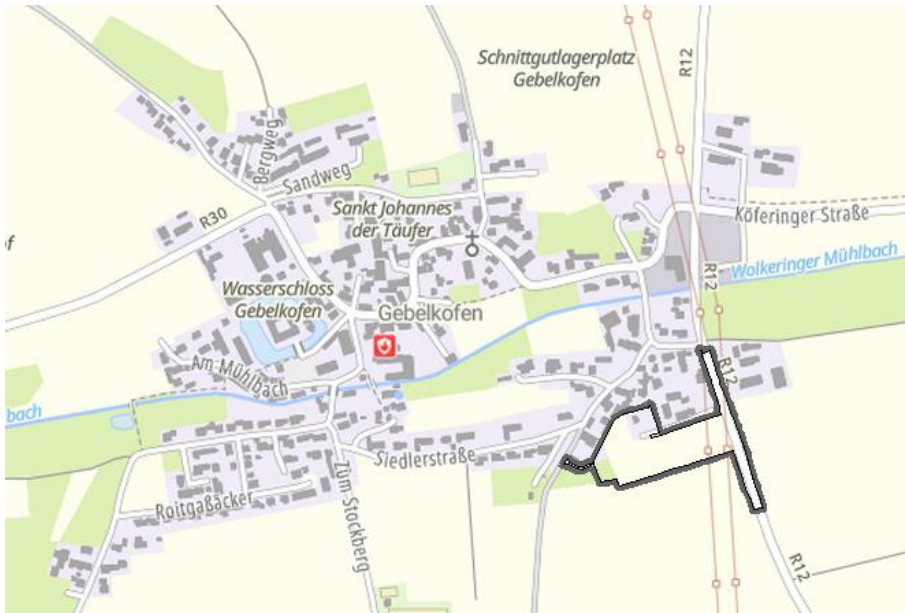 Schnittgutlagerplatz
Gebelkofen
R12
Bergweg
Sandweg
R30
Sankt Johannes
der Täufer
Köferinger Straße
Wolkeringer Mühlbach
R12
Wasserschloss
Gebelkofen
Gebelkofen
R12
Am Mühlbach
bach
Siedlerstraße
Roitgaßäcker
Zum Stockberg
R12